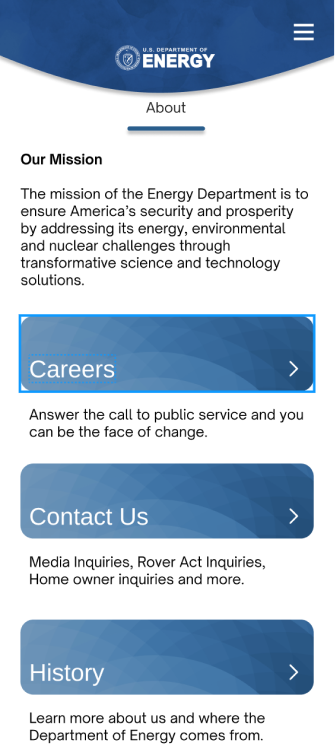 U.S. DEPARTMENT OF
ENERGY
About
Our Mission
The mission of the Energy Department is to
ensure America’s security and prosperity
by addressing its energy, environmental
and nuclear challenges through
transformative science and technology
solutions.
Careers
Answer the call to public service and you
can be the face of change.
Contact Us
Media Inquiries, Rover Act Inquiries,
Home owner inquiries and more.
History
Learn more about us and where the
Department of Energy comes from.